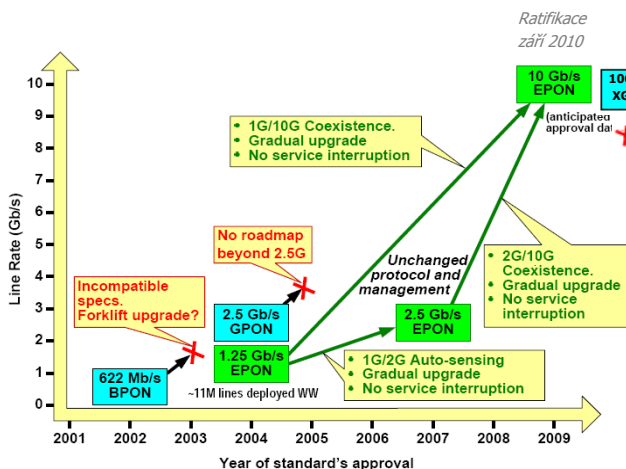 Ratifikace
září 2010
Line Rate (Gb/s)
10
9
8
7
6
5
4
3
2
1
0
10 Gb/s
EPON
(anticipated
approval
• 1G/10G Coexistence.
• Gradual upgrade
• No service interruption
No roadmap
beyond 2.5G
Unchanged
protocol and
management
• 2G/10G
Coexistence.
• Gradual upgrade
• No service
interruption
Incompatible
specs.
Forklift upgrade?
2.5 Gb/s
GPON
2.5 Gb/s
EPON
1.25 Gb/s
EPON
• 1G/2G Auto-sensing
• Gradual upgrade
• No service interruption
622 Mb/s
BPON
~11M lines deployed WW
2001 2002 2003 2004 2005 2006 2007 2008 2009
Year of standard's approval